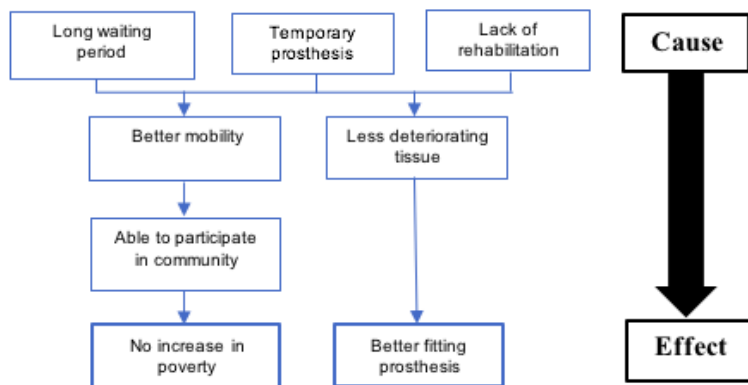 Long waiting
period
Temporary
prosthesis
Lack of
rehabilitation
Cause
Better mobility
Less deteriorating
tissue
Able to participate
in community
No increase in
poverty
Better fitting
prosthesis
Effect